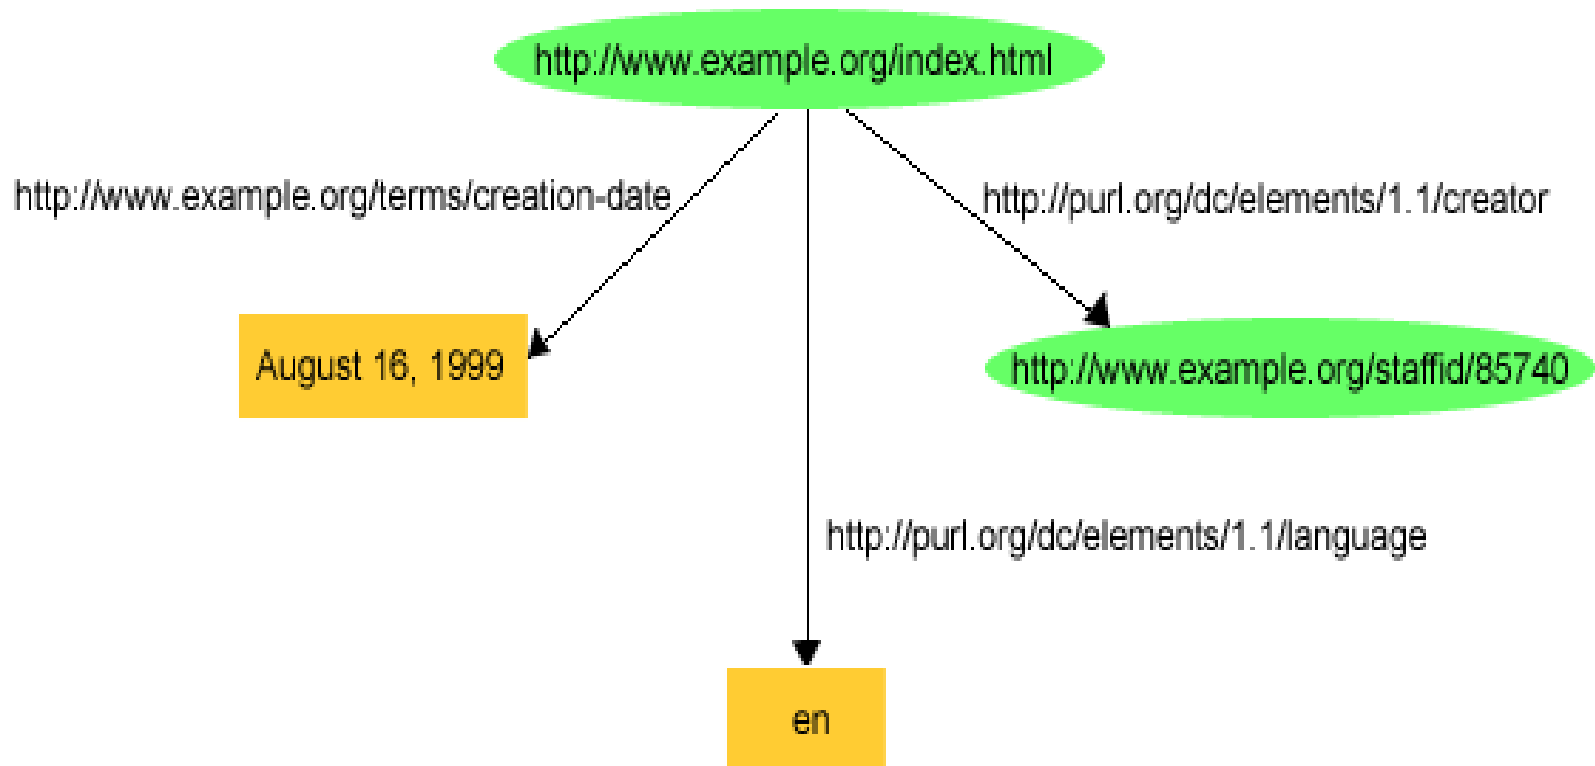 http://www.example.org/index.html
http://www.example.org/terms/creation-date
http://purl.org/dc/elements/1.1/creator
August 16, 1999
http://www.example.org/staffid/85740
http://purl.org/dc/elements/1.1/language
en